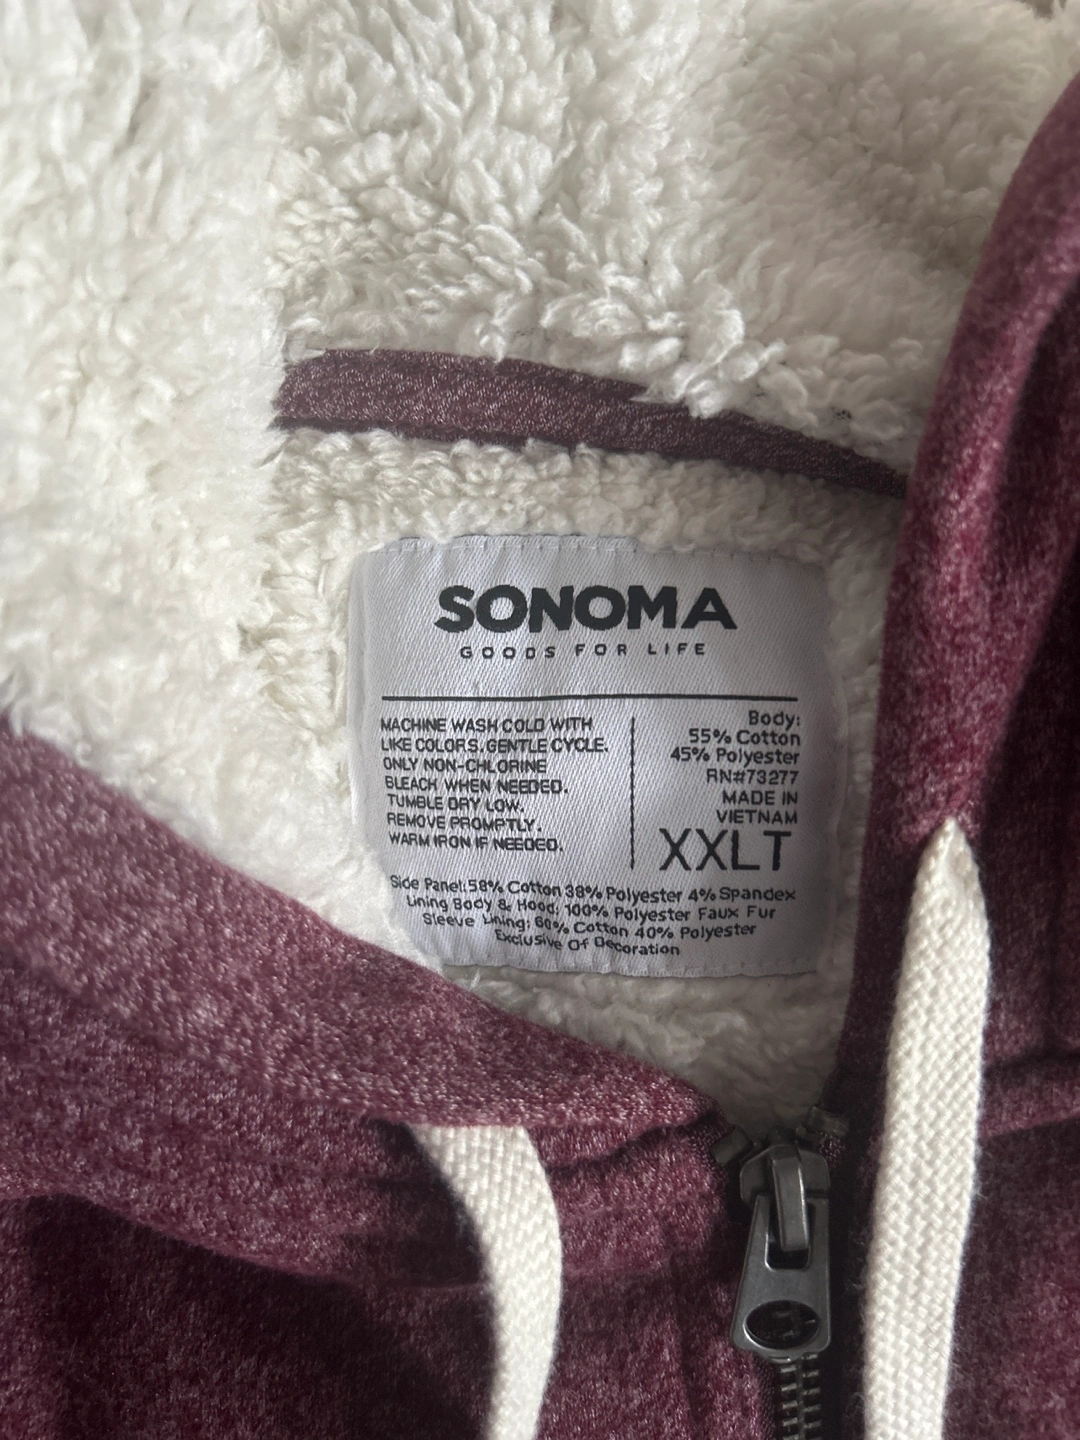 SONOMA
GOODS FOR LIFE
MACHINE WASH COLD WITH
LIKE COLORS. GENTLE CYCLE.
ONLY NON-CHLORINE
BLEACH WHEN NEEDED.
TUMBLE DRY LOW.
REMOVE PROMPTLY.
WARM IRON IF NEEDED.
Body:
55% Cotton
45% Polyester
RN#73277
MADE IN
VIETNAM
XXLT
Side Panel: 58% Cotton 38% Polyester 4% Spandex
Lining Body & Hood: 100% Polyester Faux Fur
Sleeve Lining: 60% Cotton 40% Polyester
Exclusive Of Decoration